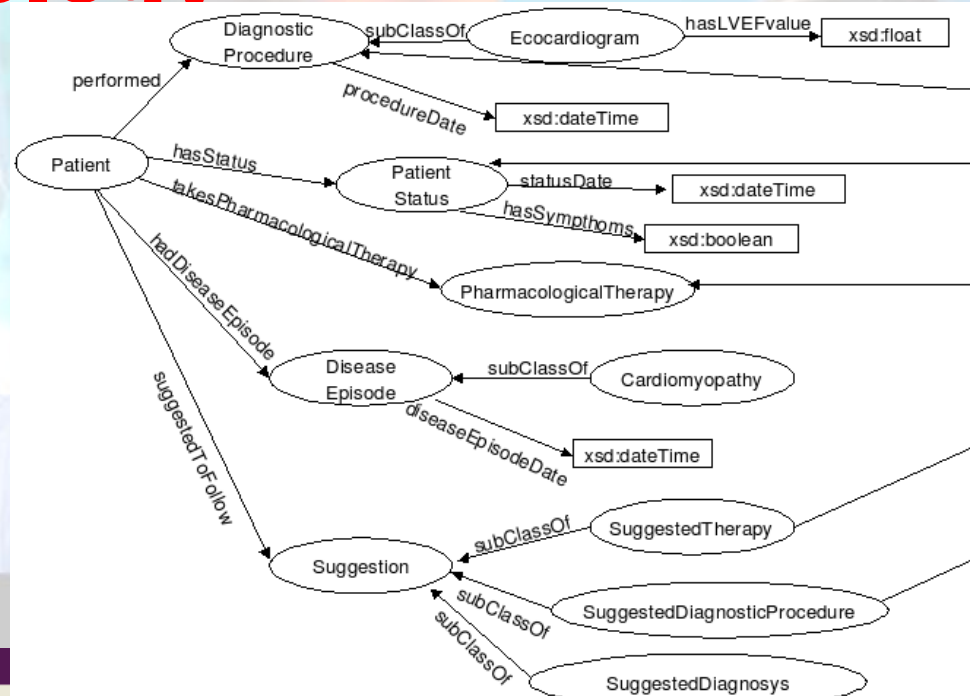 Diagnostic
Procedure
subClassOf
Ecocardiogram
hasLVEFvalue
xsd:float
performed
procedureDate
xsd:dateTime
Patient
hasStatus
Patient
Status
statusDate
xsd:dateTime
hasSympthoms
xsd:boolean
takesPharmacologicalTherapy
PharmacologicalTherapy
hadDiseaseEpisode
Disease
Episode
subClassOf
Cardiomyopathy
diseaseEpisodeDate
xsd:dateTime
suggestedToFollow
Suggestion
subClassOf
SuggestedTherapy
subClassOf
SuggestedDiagnosticProcedure
subClassOf
SuggestedDiagnosys